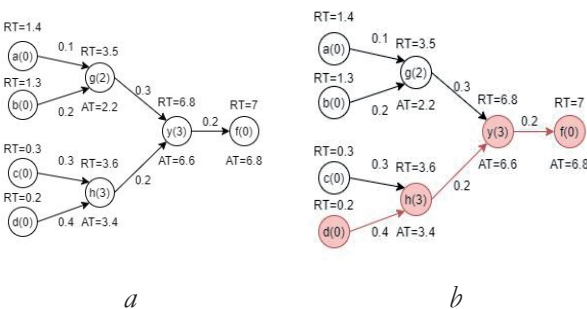 RT=1.4
a(0)
0.1
RT=3.5
RT=1.3
g(2)
b(0)
0.2
AT=2.2
0.3
RT=6.8
RT=7
y(3)
0.2
f(0)
RT=0.3
c(0)
0.3
RT=3.6
AT=6.6
AT=6.8
RT=0.2
h(3)
0.2
d(0)
0.4
AT=3.4
a
RT=1.4
a(0)
0.1
RT=3.5
RT=1.3
g(2)
b(0)
0.2
AT=2.2
0.3
RT=6.8
RT=7
y(3)
0.2
f(0)
RT=0.3
c(0)
0.3
RT=3.6
AT=6.6
AT=6.8
RT=0.2
h(3)
0.2
d(0)
0.4
AT=3.4
b